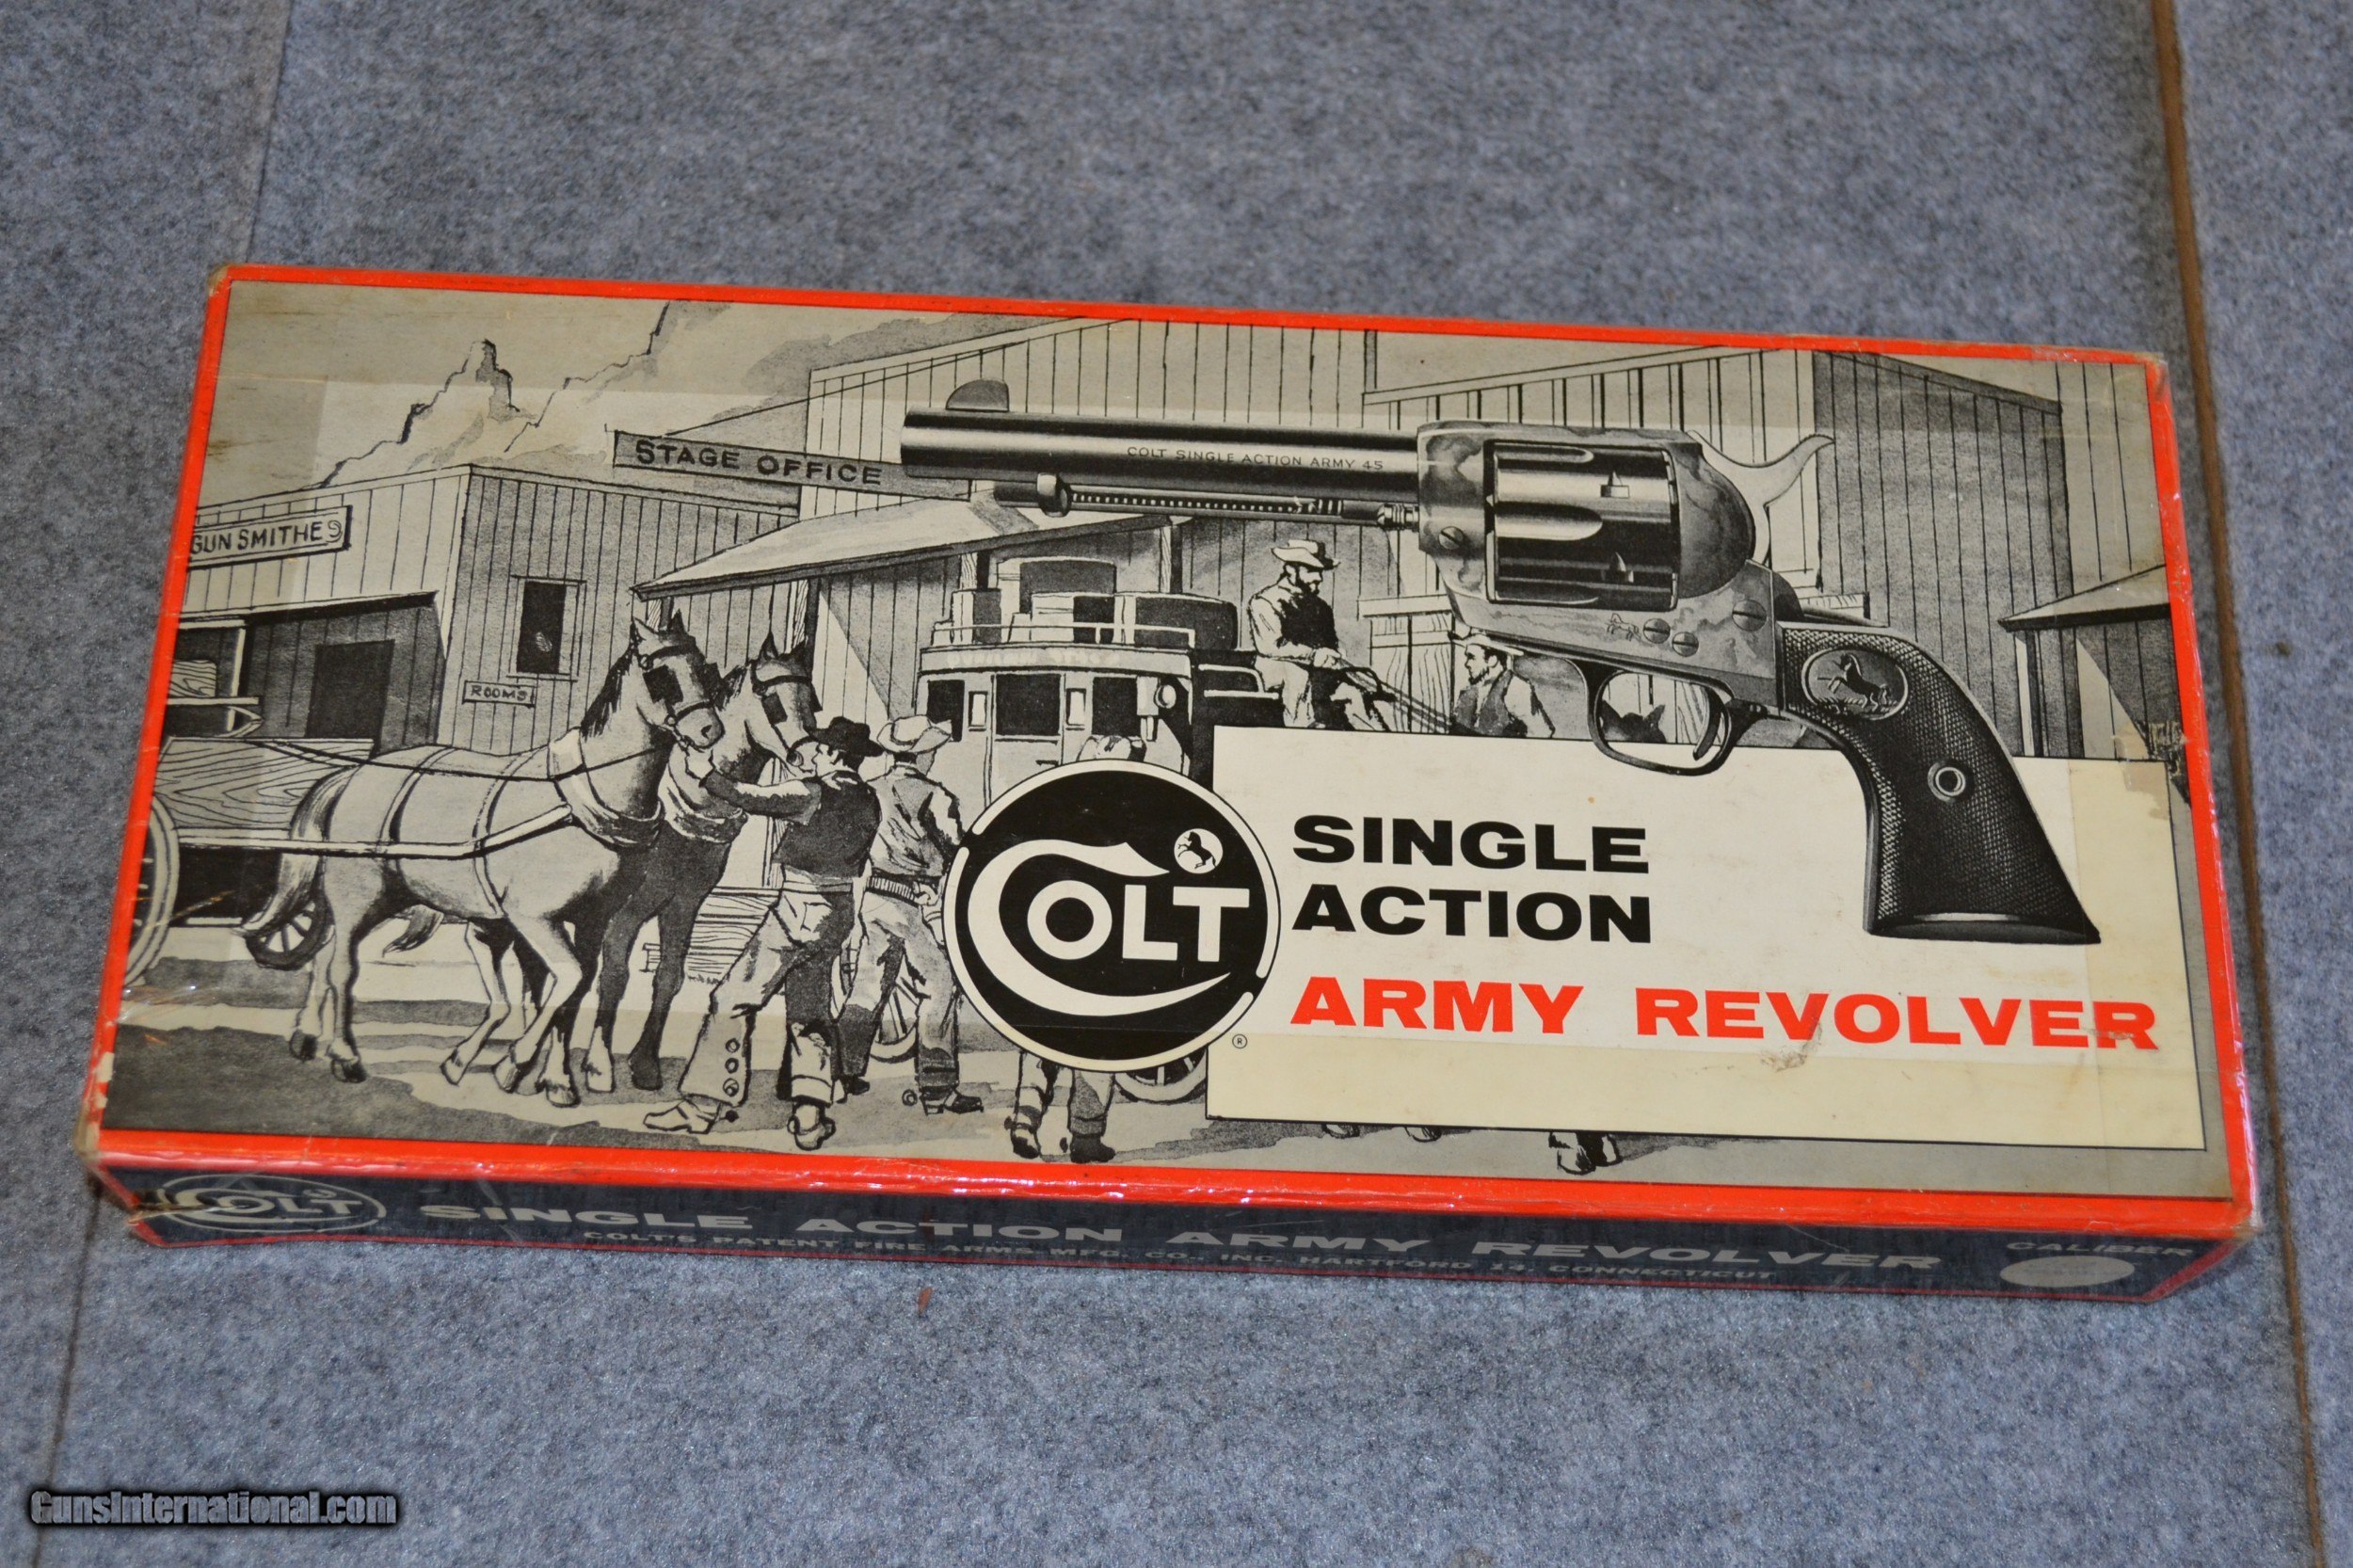 STAGE OFFICE
COLT SINGLE ACTION ARMY 45
GUN SMITHE
ROOMS
COLT
SINGLE
ACTION
ARMY REVOLVER
®
COLT
SINGLE ACTION ARMY REVOLVER
CALIBER
COLT'S PATENT FIRE ARMS MFG. CO., INC. HARTFORD 14, CONNECTICUT
GunsInternational.com